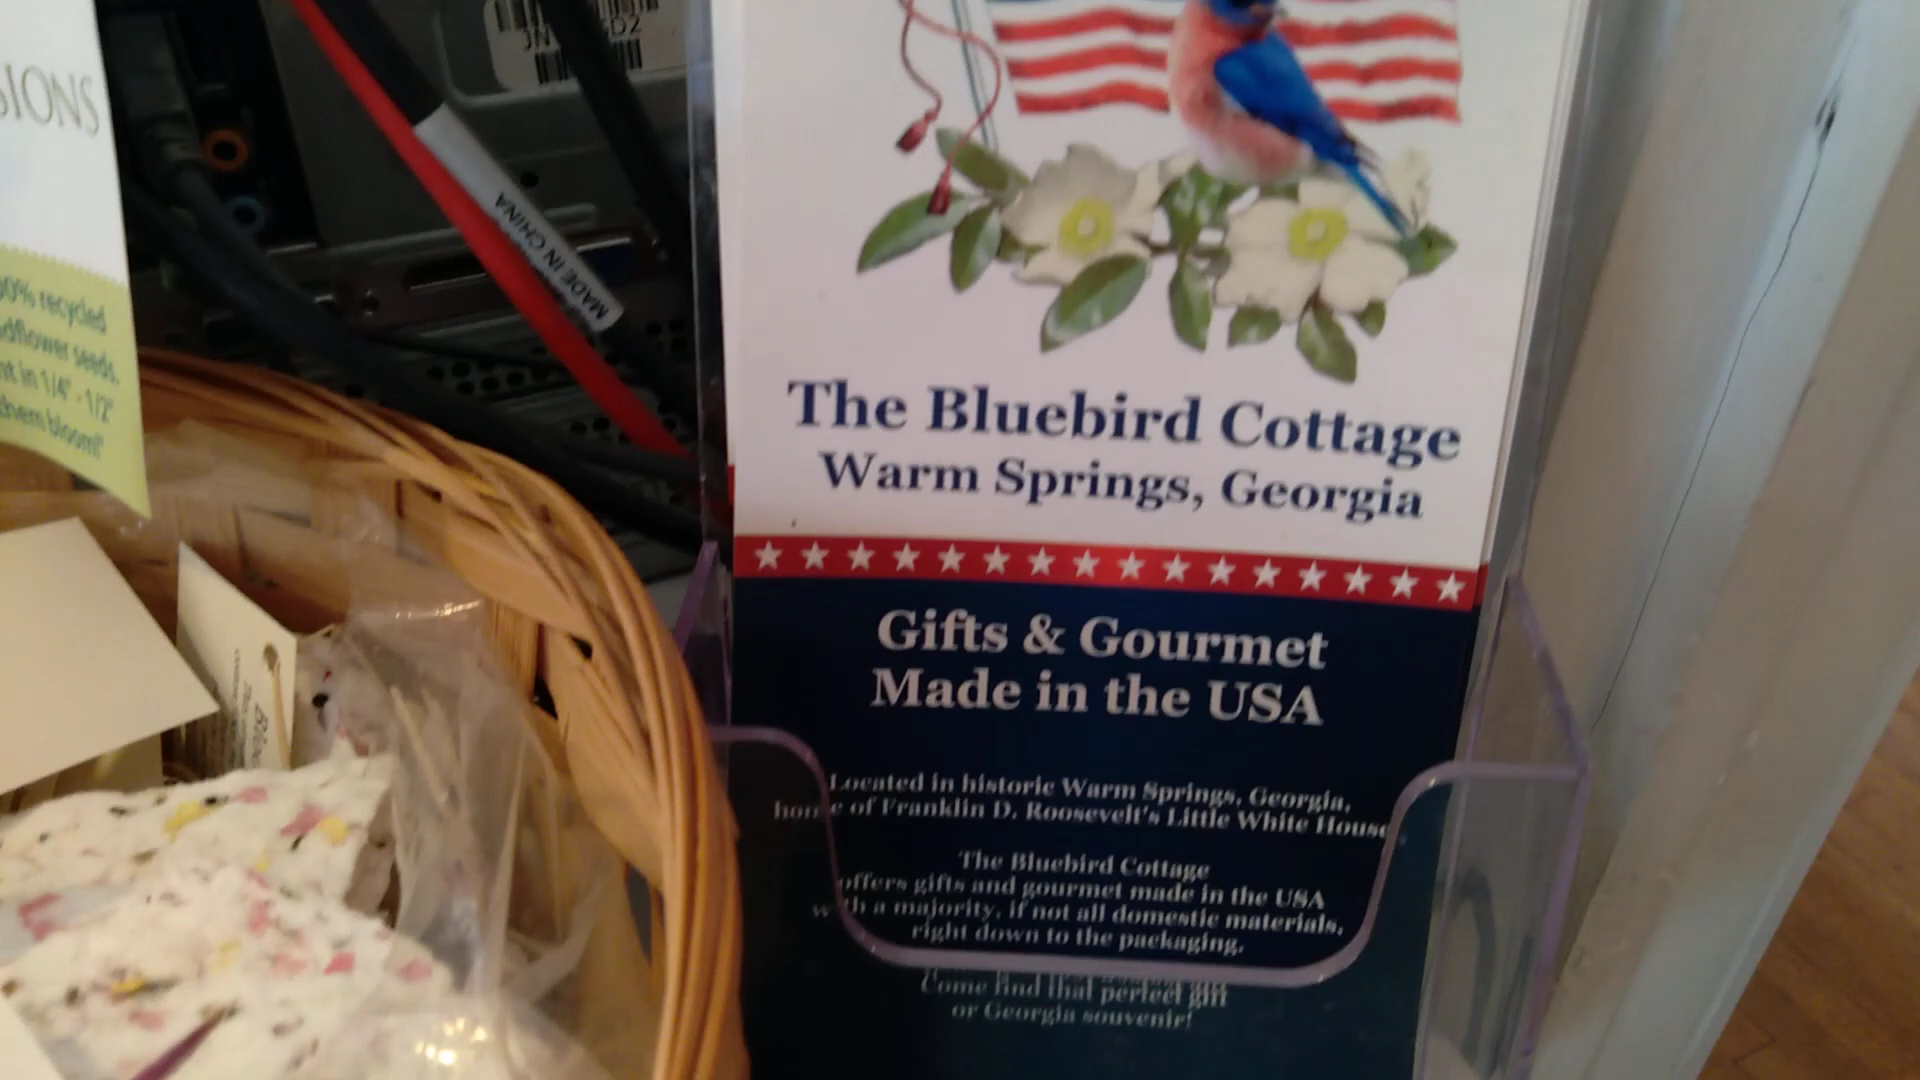 MADE IN CHINA
The Bluebird Cottage
Warm Springs, Georgia
Gifts & Gourmet
Made in the USA
Located in historic Warm Springs, Georgia,
home of Franklin D. Roosevelt's Little White House
The Bluebird Cottage
offers gifts and gourmet made in the USA
with a majority, if not all domestic materials,
right down to the packaging.
Come find that perfect gift
or Georgia souvenir!
SIONS
recycled
seeds.
in 1/4" - 1/2"
bloom!"